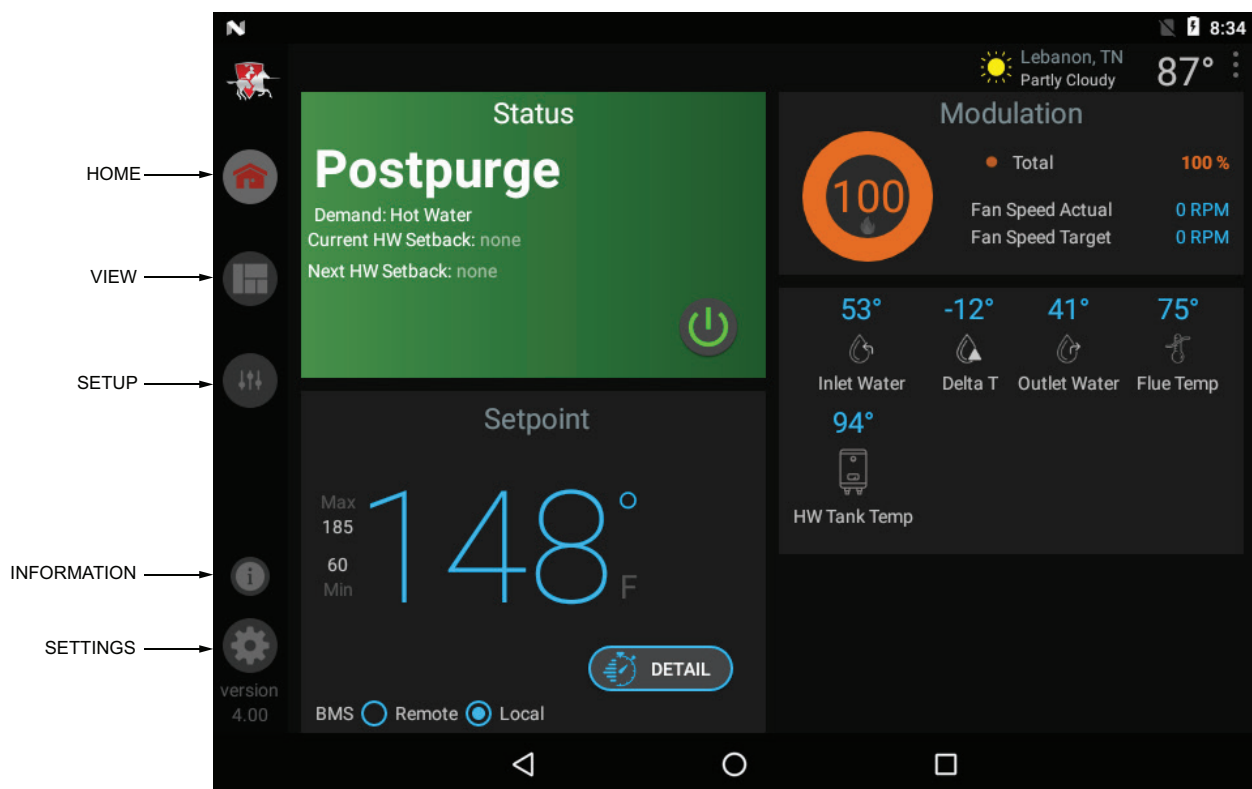 8:34
Lebanon, TN
Partly Cloudy
87°
HOME
VIEW
SETUP
INFORMATION
SETTINGS
version
4.00
Status
Postpurge
Demand: Hot Water
Current HW Setback: none
Next HW Setback: none
Modulation
100
Total 100 %
Fan Speed Actual 0 RPM
Fan Speed Target 0 RPM
53° -12° 41° 75°
Inlet Water Delta T Outlet Water Flue Temp
94°
HW Tank Temp
Setpoint
Max
185
60
Min
148° F
DETAIL
BMS Remote Local